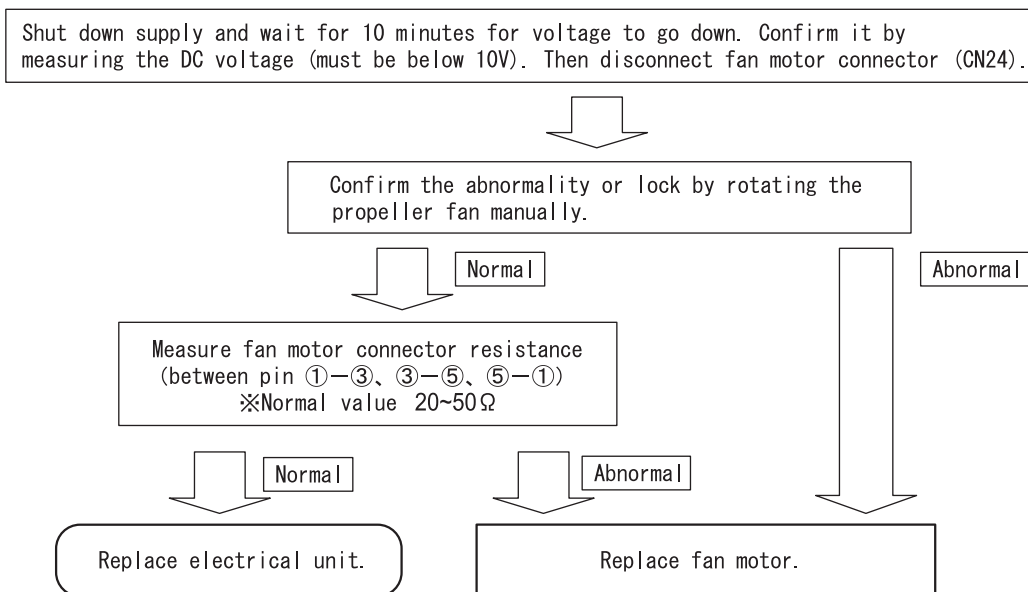 Shut down supply and wait for 10 minutes for voltage to go down. Confirm it by
measuring the DC voltage (must be below 10V). Then disconnect fan motor connector (CN24).
Confirm the abnormality or lock by rotating the
propeller fan manually.
Normal
Abnormal
Measure fan motor connector resistance
(between pin ①－③、③－⑤、⑤－①)
※Normal value 20~50Ω
Normal
Abnormal
Replace electrical unit.
Replace fan motor.